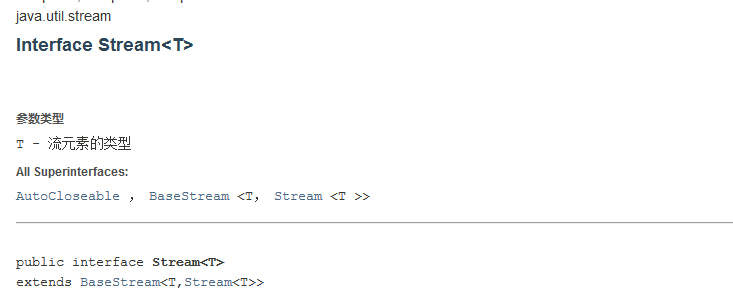 java.util.stream
Interface Stream<T>
参数类型
T - 流元素的类型
All Superinterfaces:
AutoCloseable ， BaseStream <T， Stream <T >>
public interface Stream<T>
extends BaseStream<T,Stream<T>>